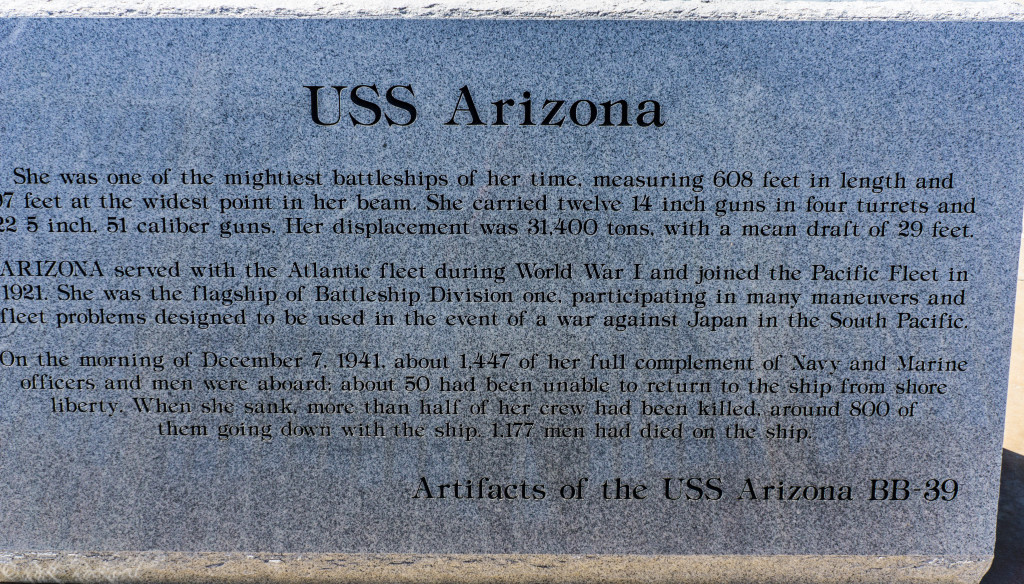 USS Arizona
She was one of the mightiest battleships of her time, measuring 608 feet in length and
97 feet at the widest point in her beam. She carried twelve 14 inch guns in four turrets and
22 5 inch, 51 caliber guns. Her displacement was 31,400 tons, with a mean draft of 29 feet.
ARIZONA served with the Atlantic fleet during World War I and joined the Pacific Fleet in
1921. She was the flagship of Battleship Division one, participating in many maneuvers and
fleet problems designed to be used in the event of a war against Japan in the South Pacific.
On the morning of December 7, 1941, about 1,447 of her full complement of Navy and Marine
officers and men were aboard; about 50 had been unable to return to the ship from shore
liberty. When she sank, more than half of her crew had been killed, around 800 of
them going down with the ship. 1,177 men had died on the ship.
Artifacts of the USS Arizona BB-39